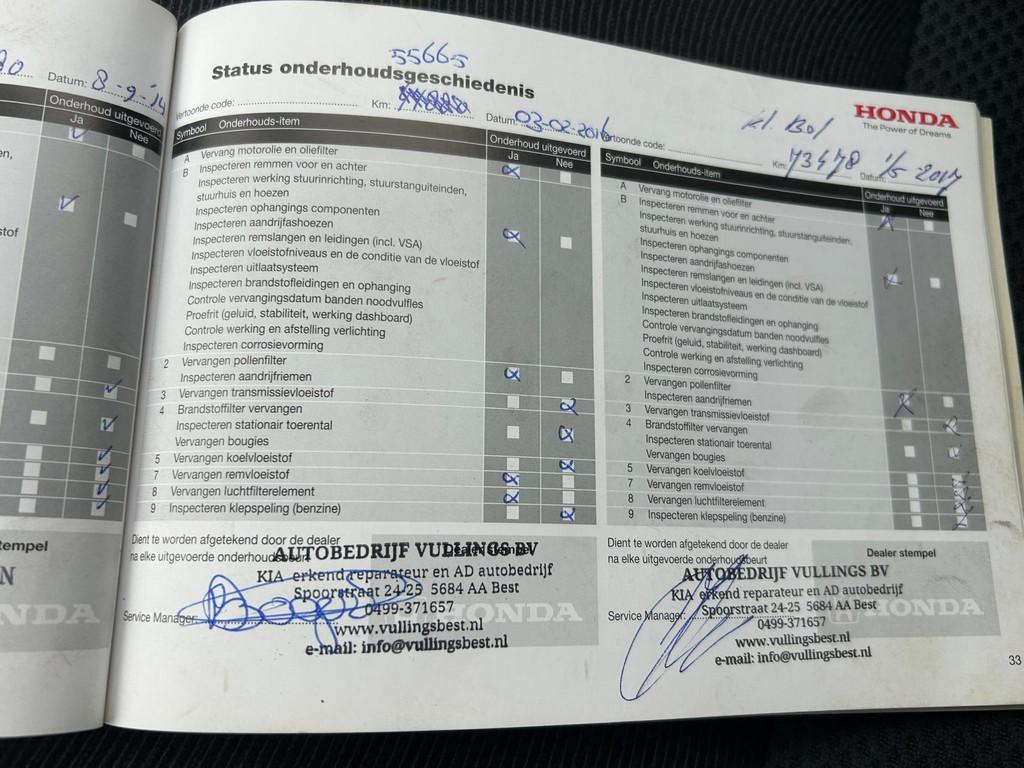 Datum: 8-9-'14
Onderhoud uitgevoerd
Ja Nee
tempel
NDA
55665
Status onderhoudsgeschiedenis
Vertoonde code: Km: Datum: 03-02-2016
Symbool Onderhouds-item Onderhoud uitgevoerd
Ja Nee
A Vervang motorolie en oliefilter
B Inspecteren remmen voor en achter
Inspecteren werking stuurinrichting, stuurstanguiteinden,
stuurhuis en hoezen
Inspecteren ophangings componenten
Inspecteren aandrijfashoezen
Inspecteren remslangen en leidingen (incl. VSA)
Inspecteren vloeistofniveaus en de conditie van de vloeistof
Inspecteren uitlaatsysteem
Inspecteren brandstofleidingen en ophanging
Controle vervangingsdatum banden noodvulfles
Proefrit (geluid, stabiliteit, werking dashboard)
Controle werking en afstelling verlichting
Inspecteren corrosievorming
2 Vervangen pollenfilter
Inspecteren aandrijfriemen
3 Vervangen transmissievloeistof
4 Brandstoffilter vervangen
Inspecteren stationair toerental
Vervangen bougies
5 Vervangen koelvloeistof
7 Vervangen remvloeistof
8 Vervangen luchtfilterelement
9 Inspecteren klepspeling (benzine)
Dient te worden afgetekend door de dealer
na elke uitgevoerde onderhoudsbeurt
Dealer stempel
AUTOBEDRIJF VULLINGS BV
KIA erkend reparateur en AD autobedrijf
Spoorstraat 24-25 5684 AA Best
Service Manager:
0499-371657
www.vullingsbest.nl
e-mail: info@vullingsbest.nl
HONDA
HONDA
The Power of Dreams
kl. Bol
Vertoonde code: Km: 73478 Datum: 1/5 2017
Symbool Onderhouds-item Onderhoud uitgevoerd
Ja Nee
A Vervang motorolie en oliefilter
B Inspecteren remmen voor en achter
Inspecteren werking stuurinrichting, stuurstanguiteinden,
stuurhuis en hoezen
Inspecteren ophangings componenten
Inspecteren aandrijfashoezen
Inspecteren remslangen en leidingen (incl. VSA)
Inspecteren vloeistofniveaus en de conditie van de vloeistof
Inspecteren uitlaatsysteem
Inspecteren brandstofleidingen en ophanging
Controle vervangingsdatum banden noodvulfles
Proefrit (geluid, stabiliteit, werking dashboard)
Controle werking en afstelling verlichting
Inspecteren corrosievorming
2 Vervangen pollenfilter
Inspecteren aandrijfriemen
3 Vervangen transmissievloeistof
4 Brandstoffilter vervangen
Inspecteren stationair toerental
Vervangen bougies
5 Vervangen koelvloeistof
7 Vervangen remvloeistof
8 Vervangen luchtfilterelement
9 Inspecteren klepspeling (benzine)
Dient te worden afgetekend door de dealer
na elke uitgevoerde onderhoudsbeurt
Dealer stempel
AUTOBEDRIJF VULLINGS BV
KIA erkend reparateur en AD autobedrijf
Service Manager:
Spoorstraat 24-25 5684 AA Best
0499-371657
www.vullingsbest.nl
e-mail: info@vullingsbest.nl
HONDA
33